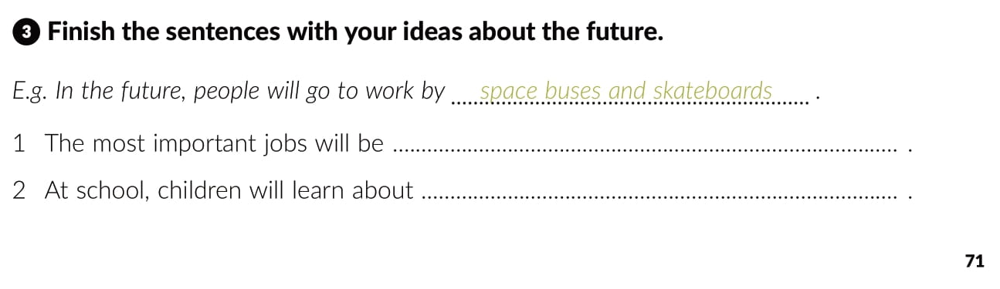 3 Finish the sentences with your ideas about the future.
E.g. In the future, people will go to work by ......space buses and skateboards...... .
1 The most important jobs will be ........................................................................................ .
2 At school, children will learn about ................................................................................... .
71